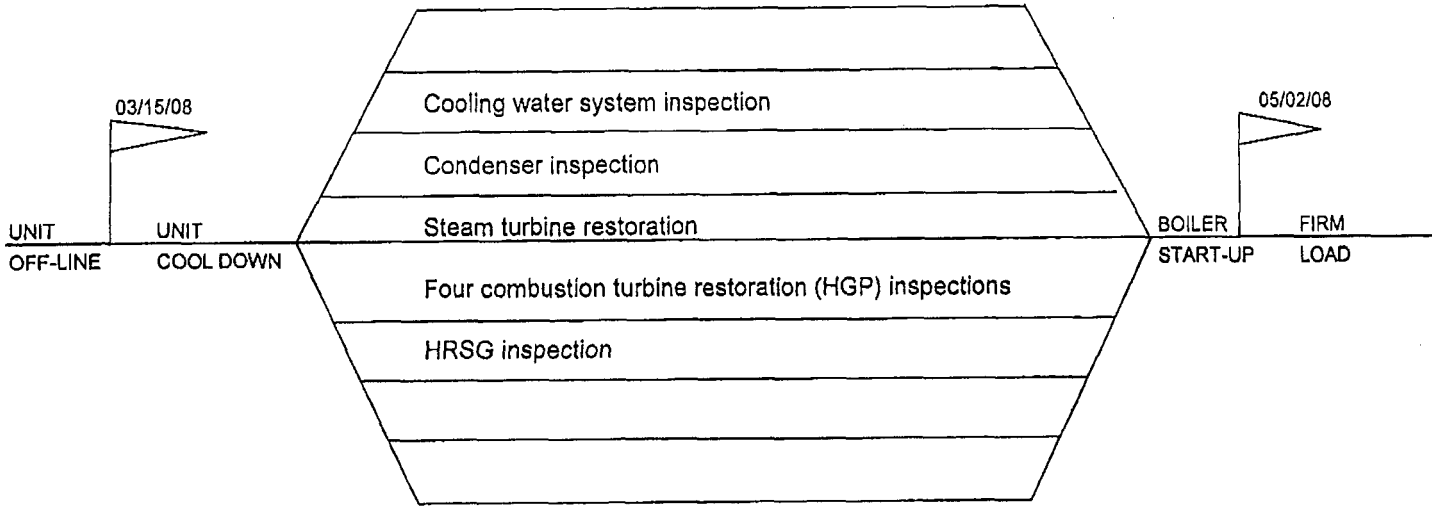 03/15/08
05/02/08
Cooling water system inspection
Condenser inspection
Steam turbine restoration
UNIT
OFF-LINE
UNIT
COOL DOWN
BOILER
START-UP
FIRM
LOAD
Four combustion turbine restoration (HGP) inspections
HRSG inspection